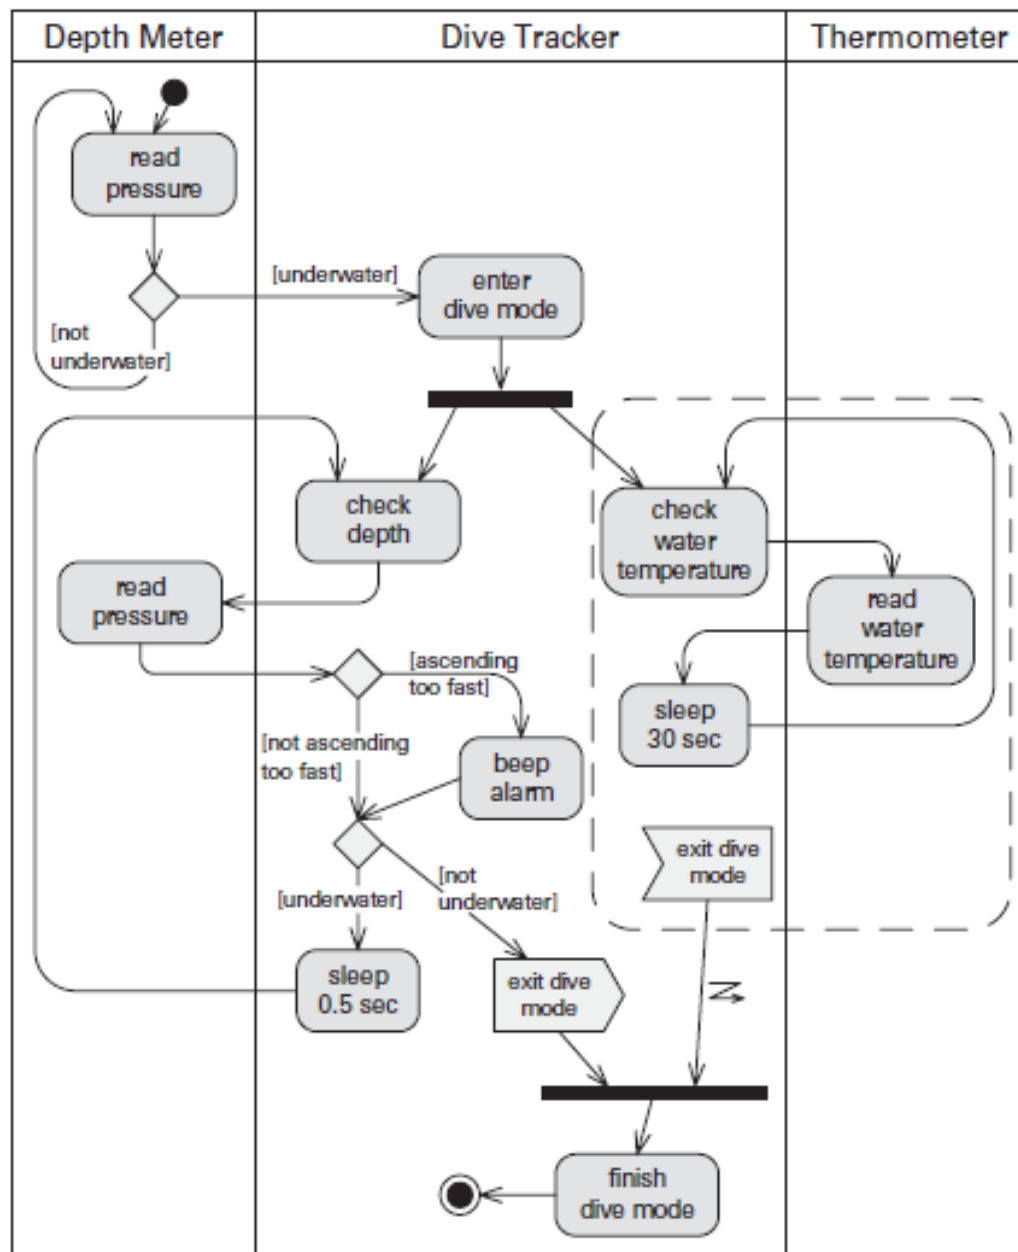 Depth Meter
Dive Tracker
Thermometer
read
pressure
[underwater]
enter
dive mode
[not
underwater]
check
depth
check
water
temperature
read
pressure
read
water
temperature
[ascending
too fast]
sleep
30 sec
[not ascending
too fast]
beep
alarm
exit dive
mode
[not
underwater]
[underwater]
sleep
0.5 sec
exit dive
mode
finish
dive mode